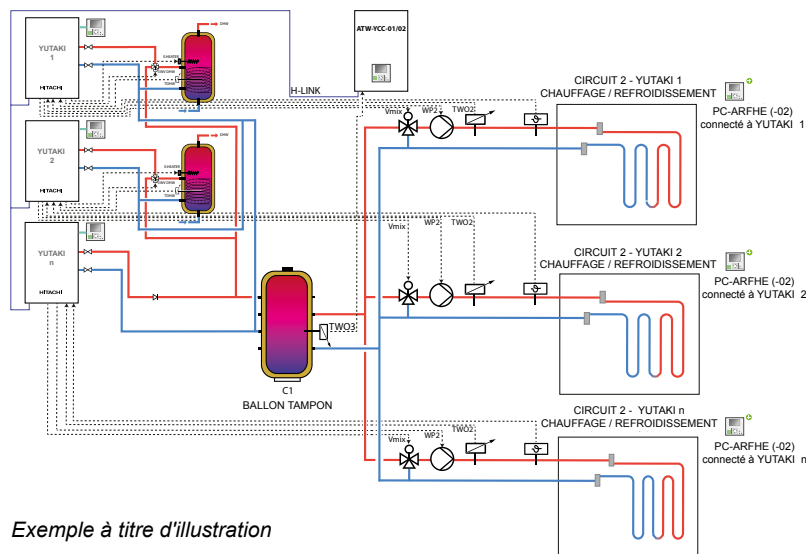 YUTAKI
1
HITACHI
DHW
ATW-YCC-01/02
H-LINK
YUTAKI
2
HITACHI
DHW
YUTAKI
n
HITACHI
Vmix
WP2
TWO2
CIRCUIT 2 - YUTAKI 1
CHAUFFAGE / REFROIDISSEMENT
PC-ARFHE (-02)
connecté à YUTAKI 1
Vmix
WP2
TWO2
CIRCUIT 2 - YUTAKI 2
CHAUFFAGE / REFROIDISSEMENT
PC-ARFHE (-02)
connecté à YUTAKI 2
TWO3
C1
BALLON TAMPON
Vmix
WP2
TWO2
CIRCUIT 2 - YUTAKI n
CHAUFFAGE / REFROIDISSEMENT
PC-ARFHE (-02)
connecté à YUTAKI n
Exemple à titre d'illustration